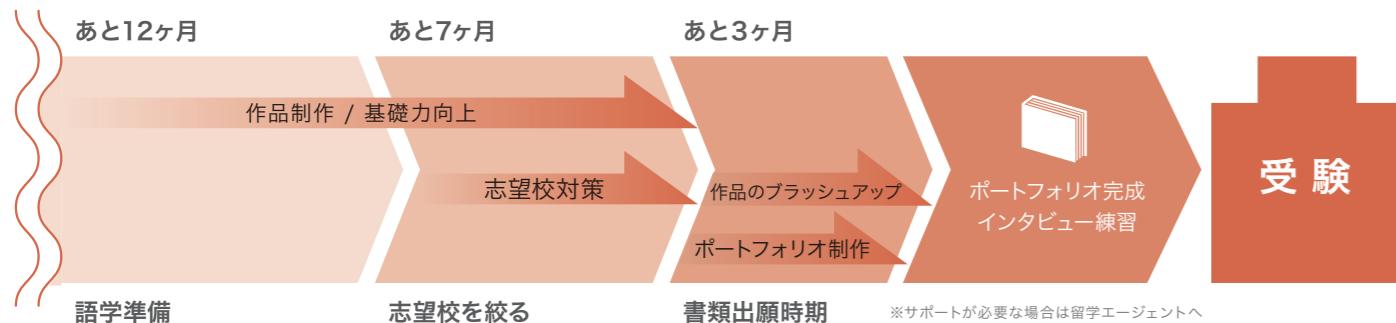 あと12ヶ月
あと7ヶ月
あと3ヶ月
作品制作 / 基礎力向上
志望校対策
作品のブラッシュアップ
ポートフォリオ制作
ポートフォリオ完成
インタビュー練習
受験
語学準備
志望校を絞る
書類出願時期
※サポートが必要な場合は留学エージェントへ